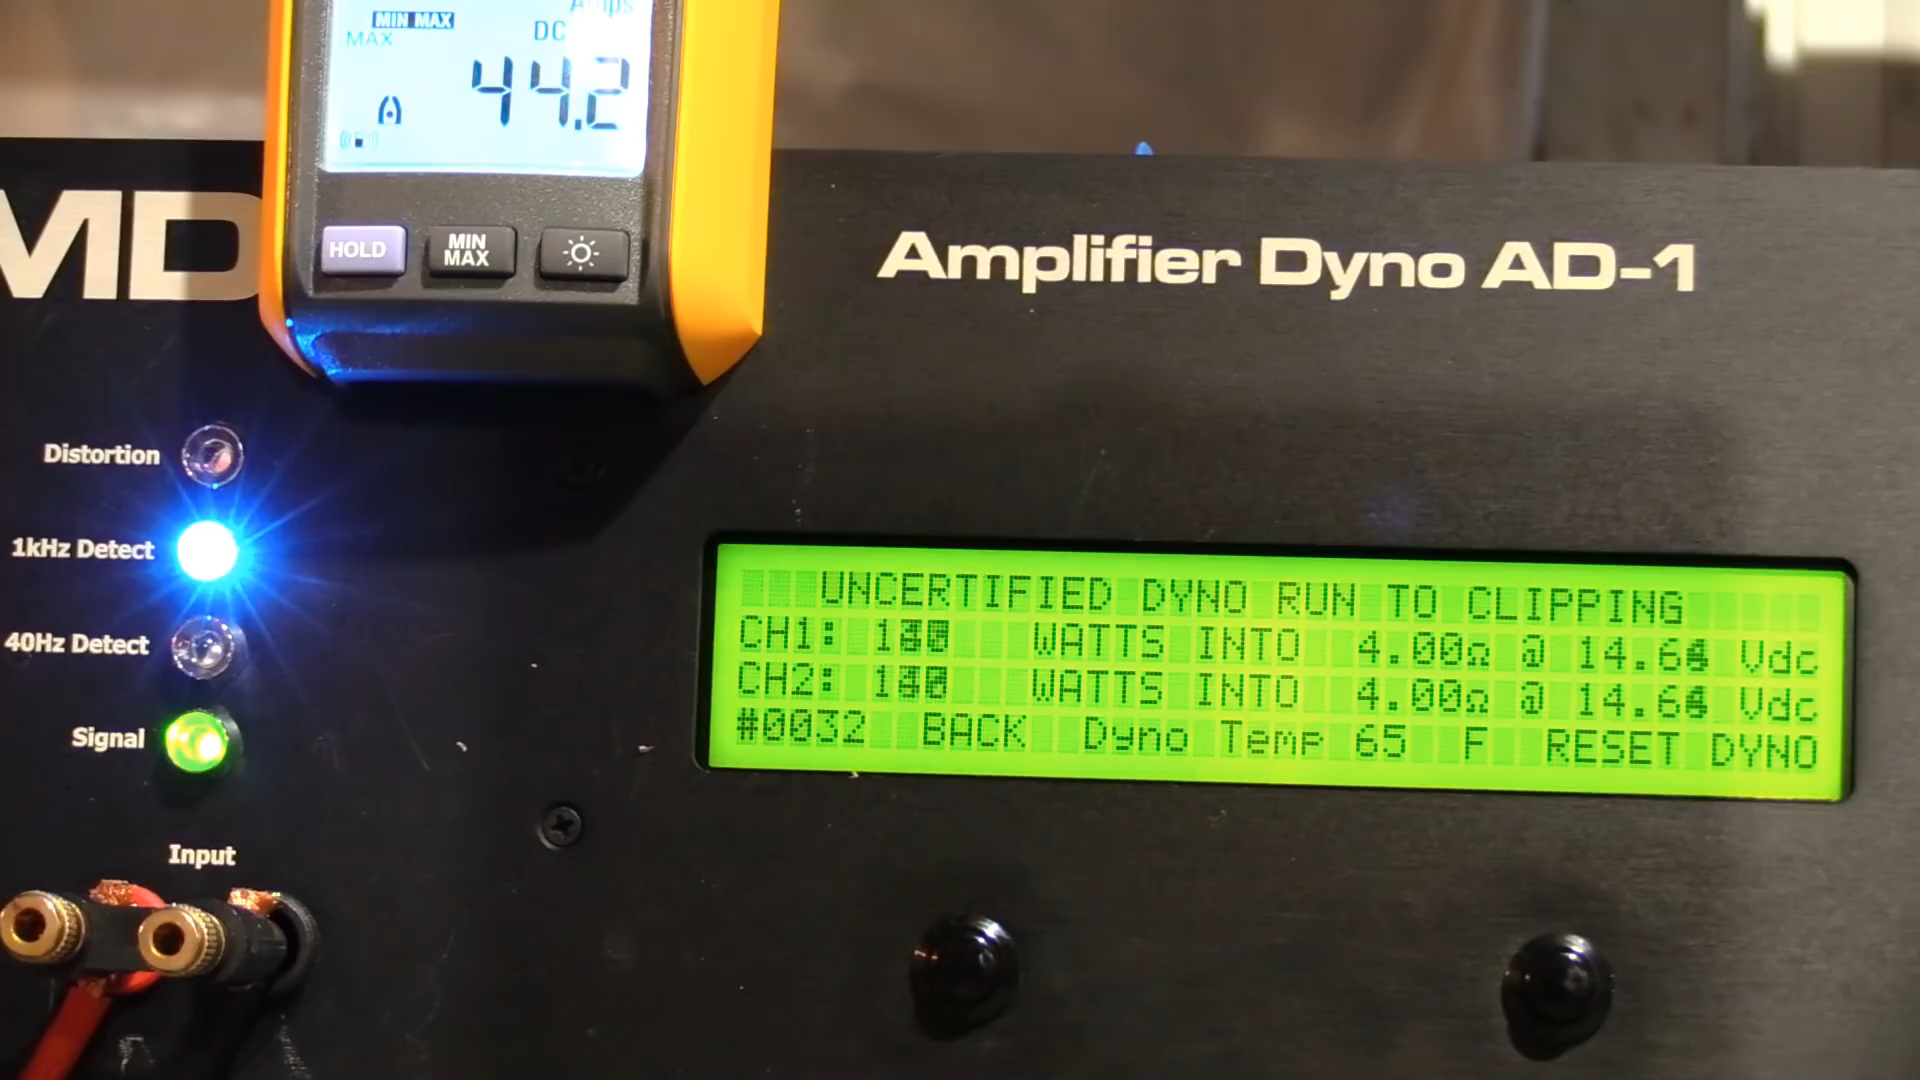 Amps
MIN MAX
MAX
DC
44.2
HOLD
MIN
MAX
MD
Amplifier Dyno AD-1
Distortion
1kHz Detect
40Hz Detect
Signal
Input
UNCERTIFIED DYNO RUN TO CLIPPING
CH1: WATTS INTO 4.00Ω @ Vdc
CH2: WATTS INTO 4.00Ω @ Vdc
#0032 BACK Dyno Temp 65 F RESET DYNO